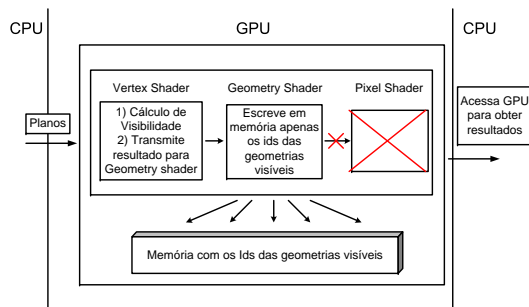 CPU
GPU
CPU
Vertex Shader
Geometry Shader
Pixel Shader
Planos
1) Cálculo de
Visibilidade
2) Transmite
resultado para
Geometry shader
Escreve em
memória apenas
os ids das
geometrias
visíveis
Acessa GPU
para obter
resultados
Memória com os Ids das geometrias visíveis